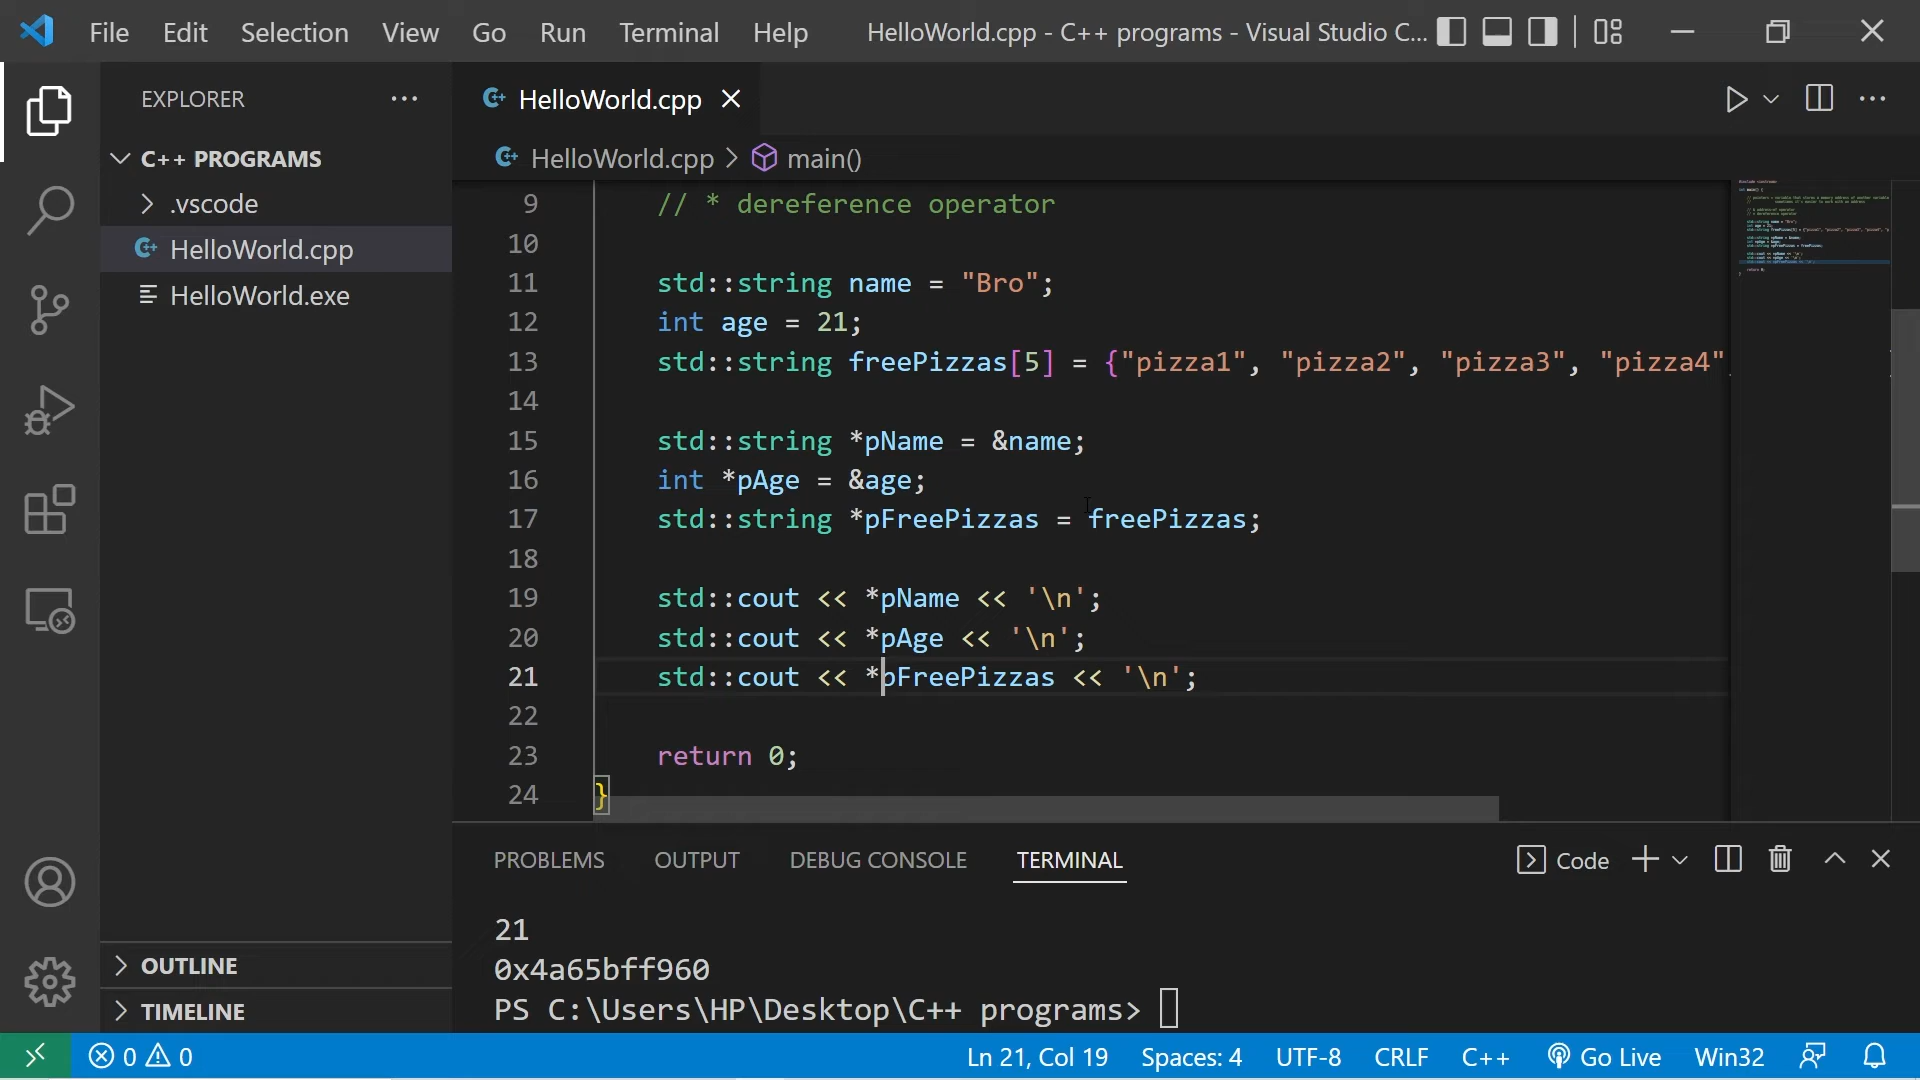 File Edit Selection View Go Run Terminal Help HelloWorld.cpp - C++ programs - Visual Studio C...
EXPLORER
C++ PROGRAMS
.vscode
HelloWorld.cpp
HelloWorld.exe
OUTLINE
TIMELINE
HelloWorld.cpp
HelloWorld.cpp > main()
9 // * dereference operator
10
11 std::string name = "Bro";
12 int age = 21;
13 std::string freePizzas[5] = {"pizza1", "pizza2", "pizza3", "pizza4"
14
15 std::string *pName = &name;
16 int *pAge = &age;
17 std::string *pFreePizzas = freePizzas;
18
19 std::cout << *pName << '\n';
20 std::cout << *pAge << '\n';
21 std::cout << *pFreePizzas << '\n';
22
23 return 0;
24 }
PROBLEMS OUTPUT DEBUG CONSOLE TERMINAL Code
21
0x4a65bff960
PS C:\Users\HP\Desktop\C++ programs>
0 0 Ln 21, Col 19 Spaces: 4 UTF-8 CRLF C++ Go Live Win32